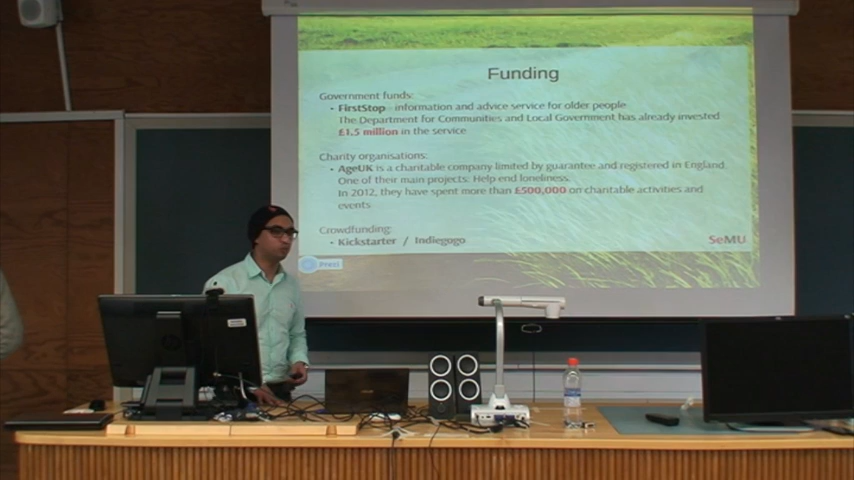 Funding
Government funds:
• FirstStop - information and advice service for older people
The Department for Communities and Local Government has already invested
£1.5 million in the service
Charity organisations:
• AgeUK is a charitable company limited by guarantee and registered in England
One of their main projects: Help end loneliness.
In 2012, they have spent more than £500,000 on charitable activities and
events
Crowdfunding:
• Kickstarter / Indiegogo
SeMU
Prezi